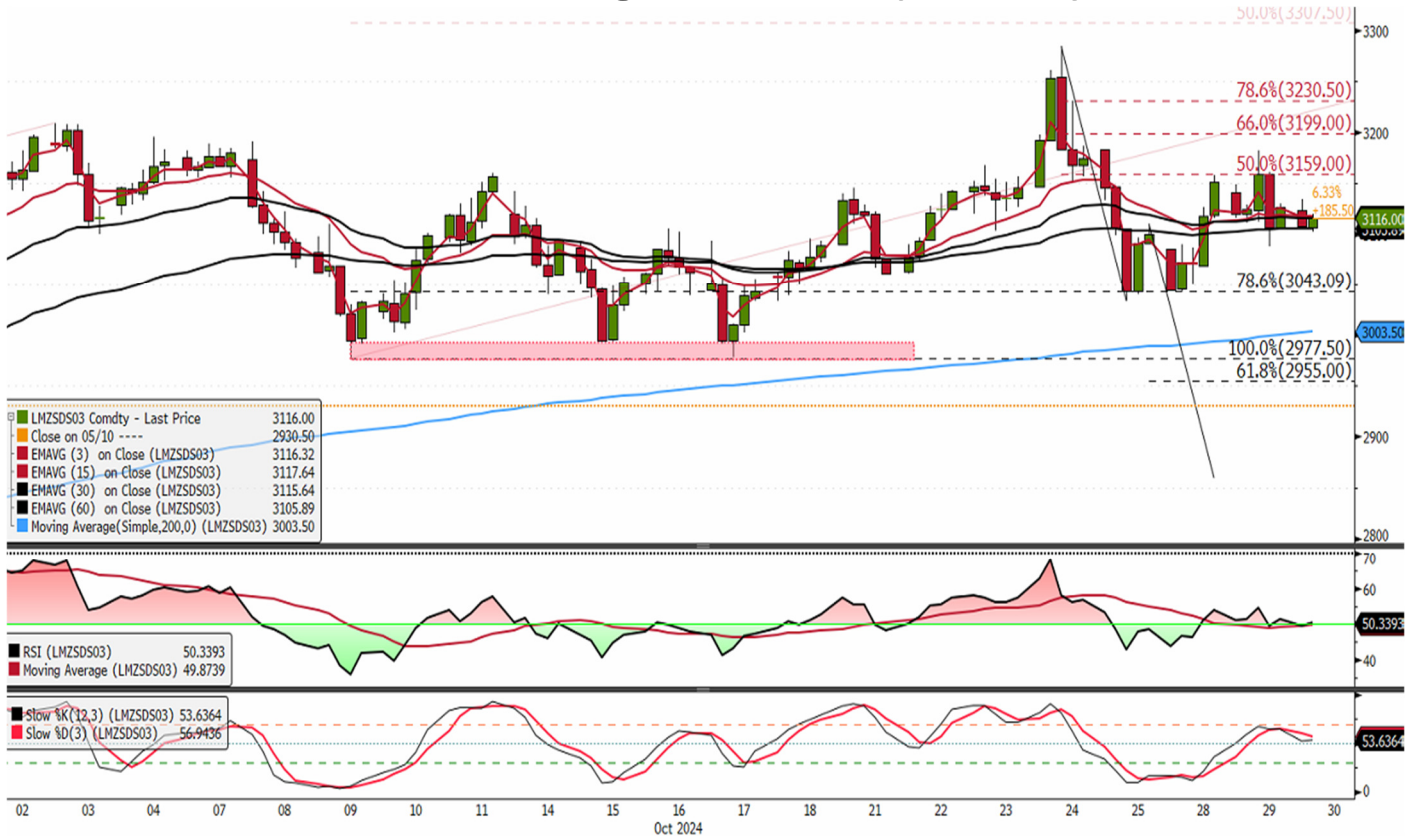 50.0%(3307.50)
3300
78.6%(3230.50)
3200
66.0%(3199.00)
50.0%(3159.00)
6.33%
+185.50
3116.00
3105.89
78.6%(3043.09)
3003.50
100.0%(2977.50)
61.8%(2955.00)
2900
2800
LMZSDS03 Comdty - Last Price 3116.00
Close on 05/10 ---- 2930.50
EMAVG (3) on Close (LMZSDS03) 3116.32
EMAVG (15) on Close (LMZSDS03) 3117.64
EMAVG (30) on Close (LMZSDS03) 3115.64
EMAVG (60) on Close (LMZSDS03) 3105.89
Moving Average(Simple,200,0) (LMZSDS03) 3003.50
70
60
50.3393
40
RSI (LMZSDS03) 50.3393
Moving Average (LMZSDS03) 49.8739
Slow %K(12,3) (LMZSDS03) 53.6364
Slow %D(3) (LMZSDS03) 56.9436
53.6364
0
02 03 04 07 08 09 10 11 14 15 16 17 18 21 22 23 24 25 28 29 30
Oct 2024